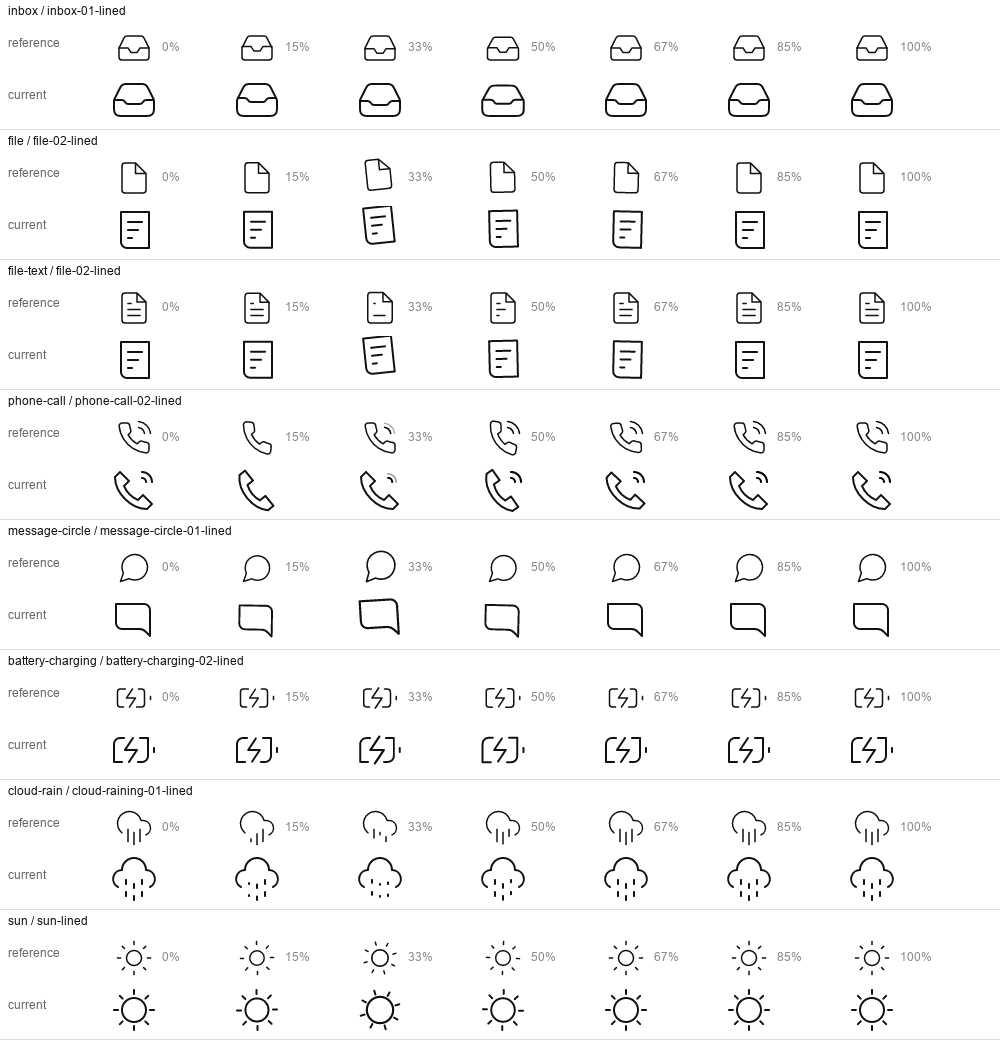 inbox / inbox-01-lined
reference 0% 15% 33% 50% 67% 85% 100%
current
file / file-02-lined
reference 0% 15% 33% 50% 67% 85% 100%
current
file-text / file-02-lined
reference 0% 15% 33% 50% 67% 85% 100%
current
phone-call / phone-call-02-lined
reference 0% 15% 33% 50% 67% 85% 100%
current
message-circle / message-circle-01-lined
reference 0% 15% 33% 50% 67% 85% 100%
current
battery-charging / battery-charging-02-lined
reference 0% 15% 33% 50% 67% 85% 100%
current
cloud-rain / cloud-raining-01-lined
reference 0% 15% 33% 50% 67% 85% 100%
current
sun / sun-lined
reference 0% 15% 33% 50% 67% 85% 100%
current